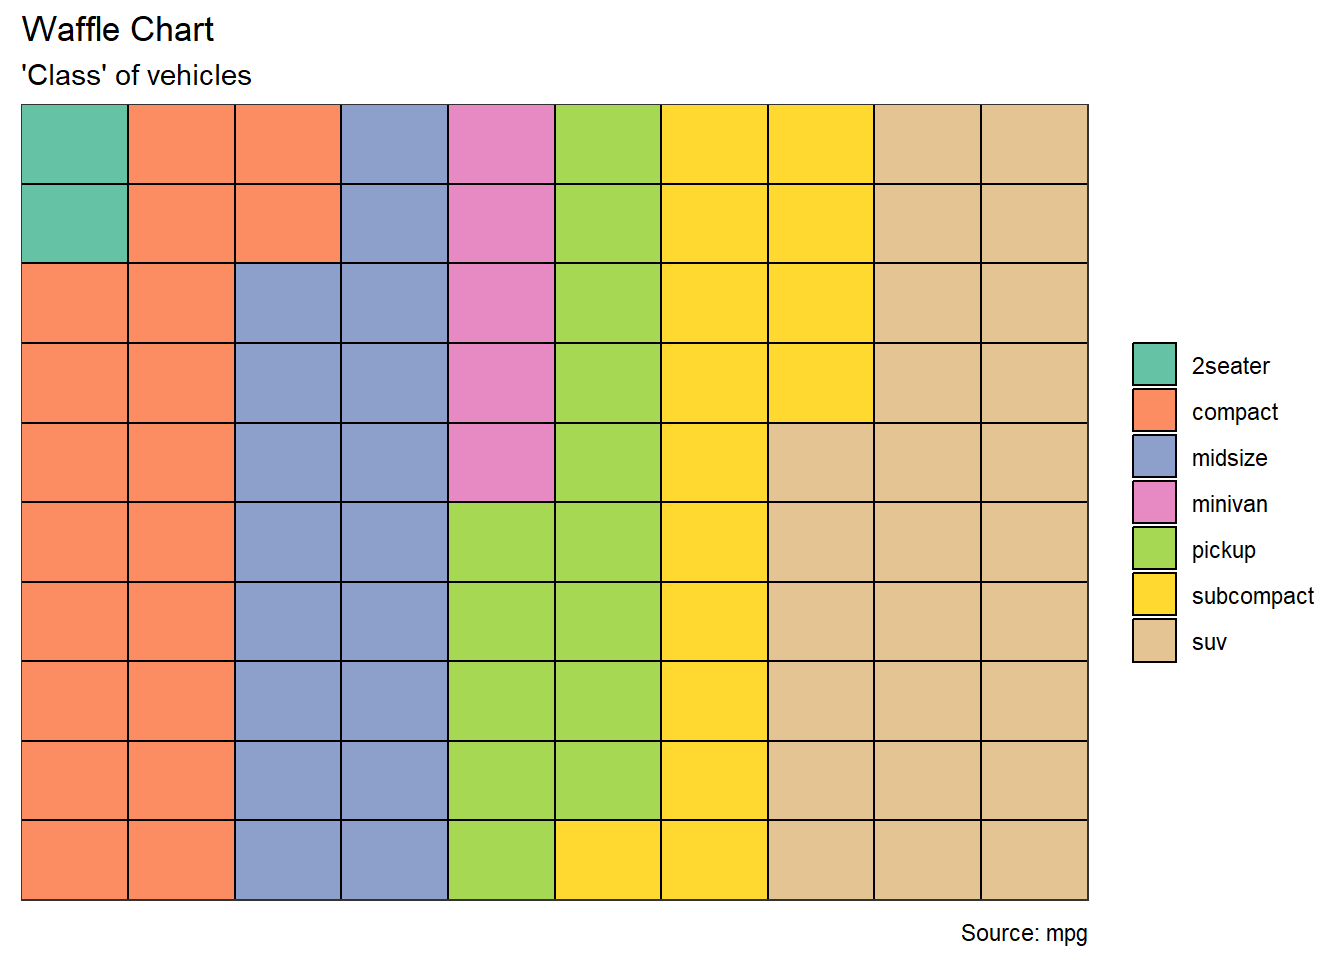 Waffle Chart
'Class' of vehicles
2seater
compact
midsize
minivan
pickup
subcompact
suv
Source: mpg